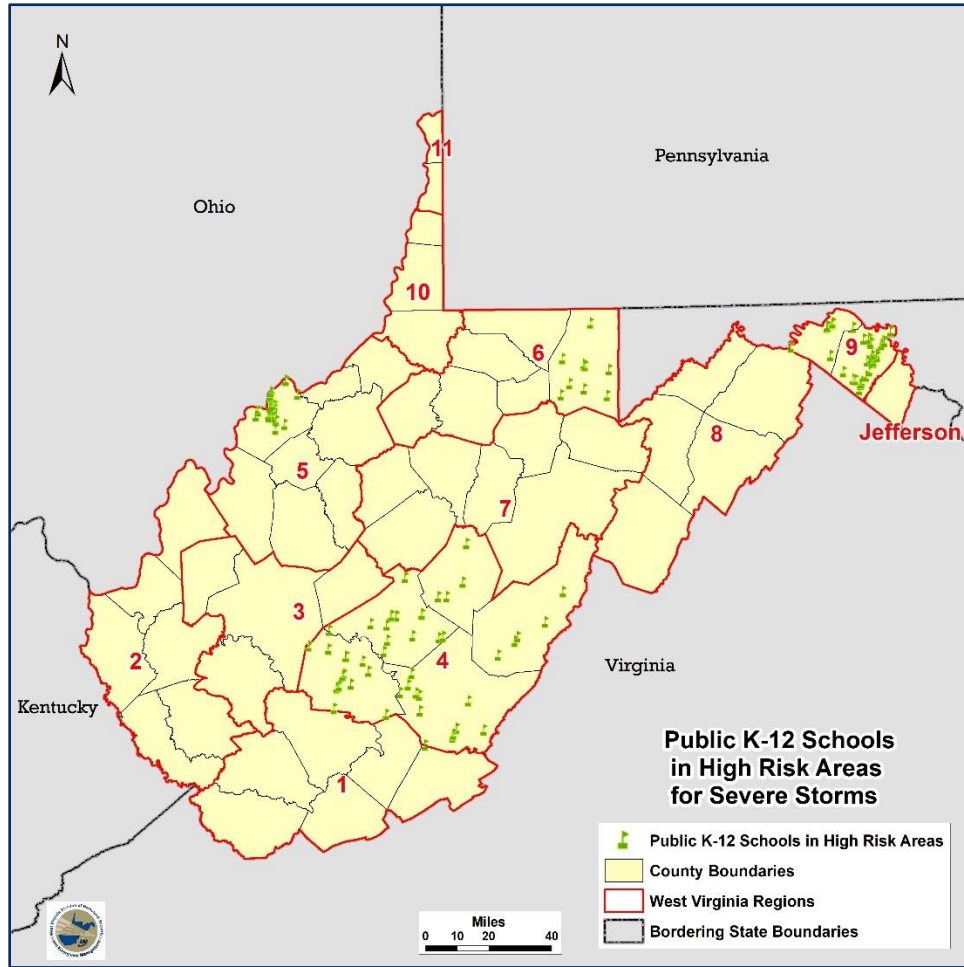 N
11
Pennsylvania
Ohio
10
6
9
Jefferson
8
5
7
3
4
2
Virginia
Kentucky
1
Public K-12 Schools
in High Risk Areas
for Severe Storms
Public K-12 Schools in High Risk Areas
County Boundaries
West Virginia Regions
Bordering State Boundaries
Miles
0 10 20 40